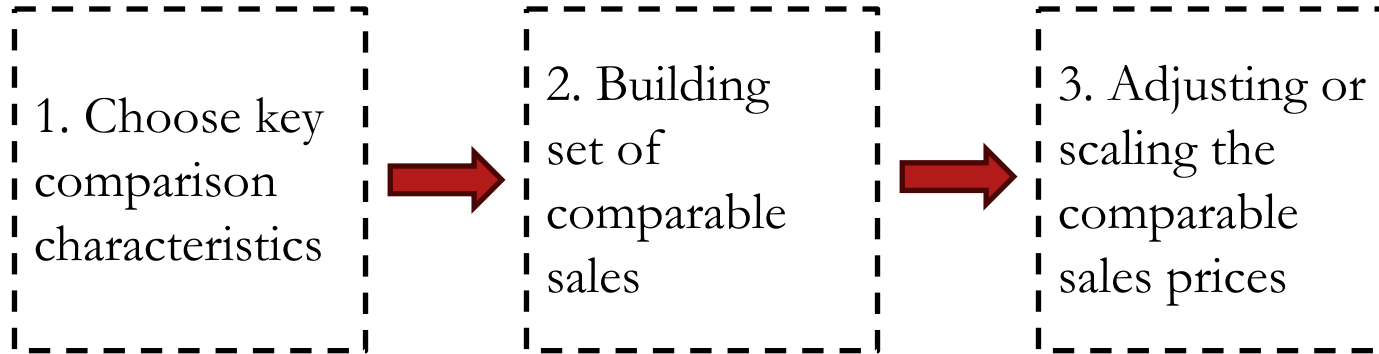 1. Choose key
comparison
characteristics
2. Building
set of
comparable
sales
3. Adjusting or
scaling the
comparable
sales prices